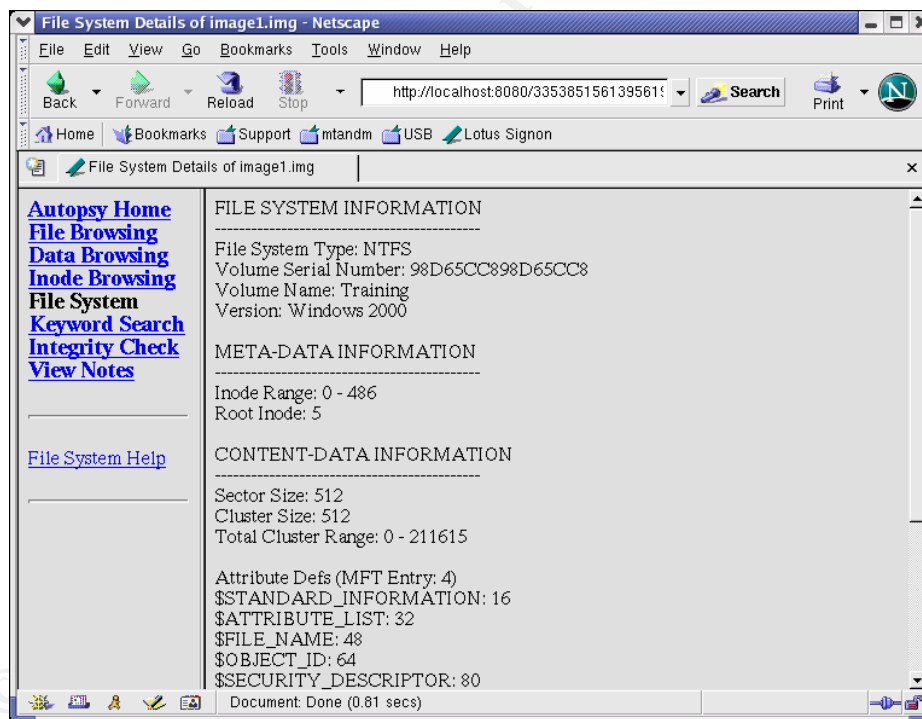 File System Details of image1.img - Netscape
File Edit View Go Bookmarks Tools Window Help
Back Forward Reload Stop http://localhost:8080/3353851561395619 Search Print N
Home Bookmarks Support mtandm USB Lotus Signon
File System Details of image1.img
Autopsy Home
File Browsing
Data Browsing
Inode Browsing
File System
Keyword Search
Integrity Check
View Notes
File System Help
FILE SYSTEM INFORMATION
---------------------------------------------
File System Type: NTFS
Volume Serial Number: 98D65CC898D65CC8
Volume Name: Training
Version: Windows 2000
META-DATA INFORMATION
---------------------------------------------
Inode Range: 0 - 486
Root Inode: 5
CONTENT-DATA INFORMATION
---------------------------------------------
Sector Size: 512
Cluster Size: 512
Total Cluster Range: 0 - 211615
Attribute Defs (MFT Entry: 4)
$STANDARD_INFORMATION: 16
$ATTRIBUTE_LIST: 32
$FILE_NAME: 48
$OBJECT_ID: 64
$SECURITY_DESCRIPTOR: 80
Document: Done (0.81 secs)